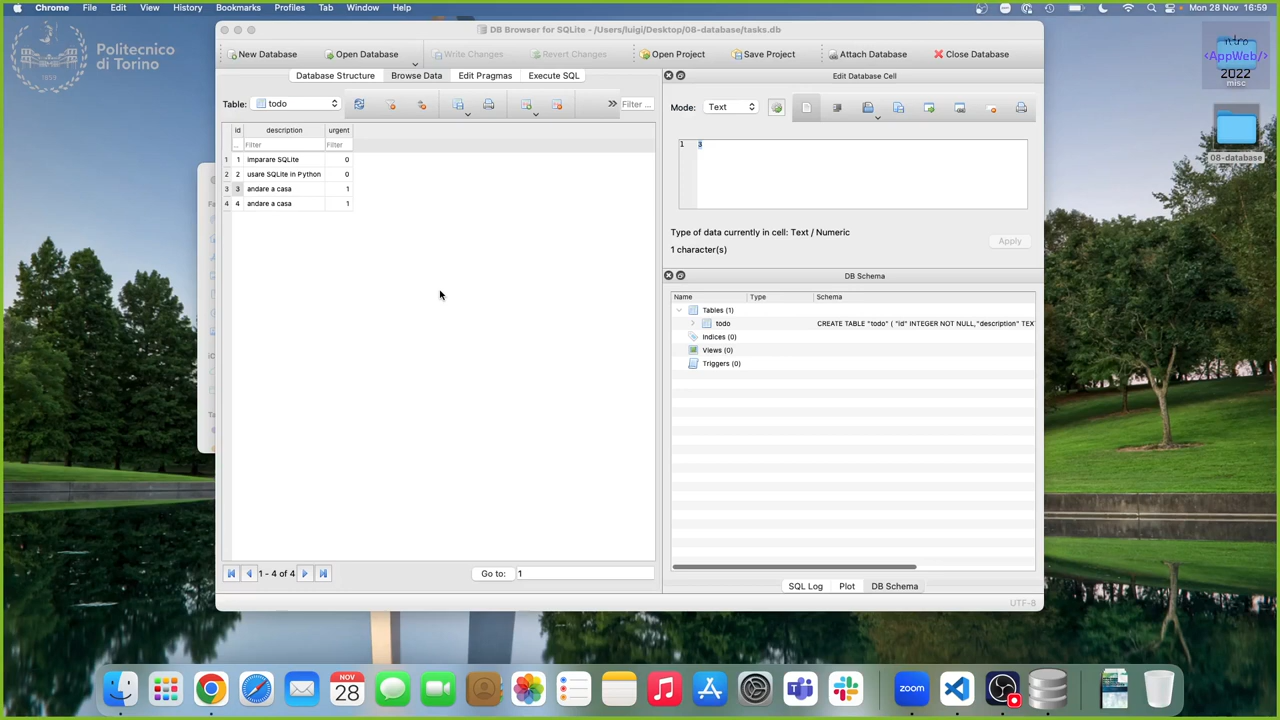 Chrome File Edit View History Bookmarks Profiles Tab Window Help Mon 28 Nov 16:59
Politecnico
di Torino
1859
intro
<AppWeb/>
2022
misc
08-database
DB Browser for SQLite - /Users/luigi/Desktop/08-database/tasks.db
New Database Open Database Write Changes Revert Changes Open Project Save Project Attach Database Close Database
Database Structure Browse Data Edit Pragmas Execute SQL
Table: todo Filter ...
id description urgent
... Filter Filter
1 1 imparare SQLite 0
2 2 usare SQLite in Python 0
3 3 andare a casa 1
4 4 andare a casa 1
1 - 4 of 4 Go to: 1
Edit Database Cell
Mode: Text
1 3
Type of data currently in cell: Text / Numeric
1 character(s)
Apply
DB Schema
Name Type Schema
Tables (1)
todo CREATE TABLE "todo" ( "id" INTEGER NOT NULL,"description" TEXT
Indices (0)
Views (0)
Triggers (0)
SQL Log Plot DB Schema
UTF-8
NOV
28
zoom